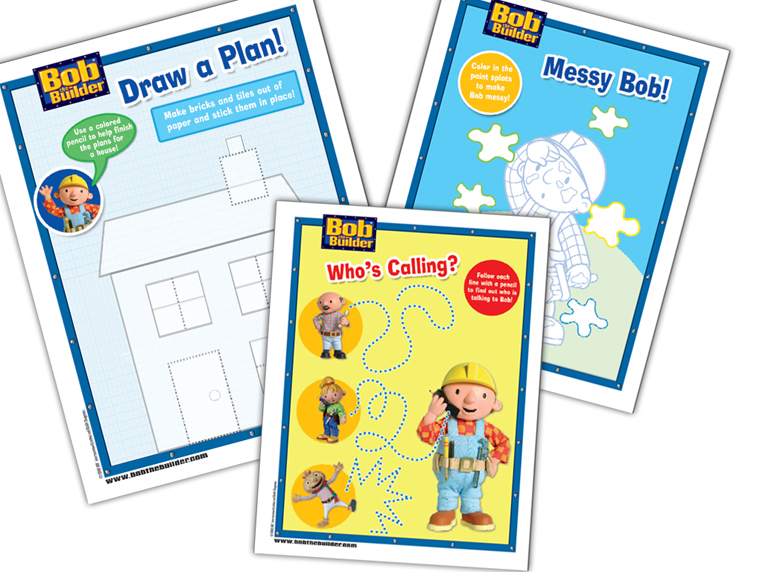 Bob
the
Builder
Draw a Plan!
Make bricks and tiles out of
paper and stick them in place!
Use a colored
pencil to help finish
the plans for
a house!
www.bobthebuilder.com
Bob
the
Builder
Messy Bob!
Color in the
paint splots
to make
Bob messy!
Bob
the
Builder
Who's Calling?
Follow each
line with a pencil
to find out who is
talking to Bob!
www.bobthebuilder.com